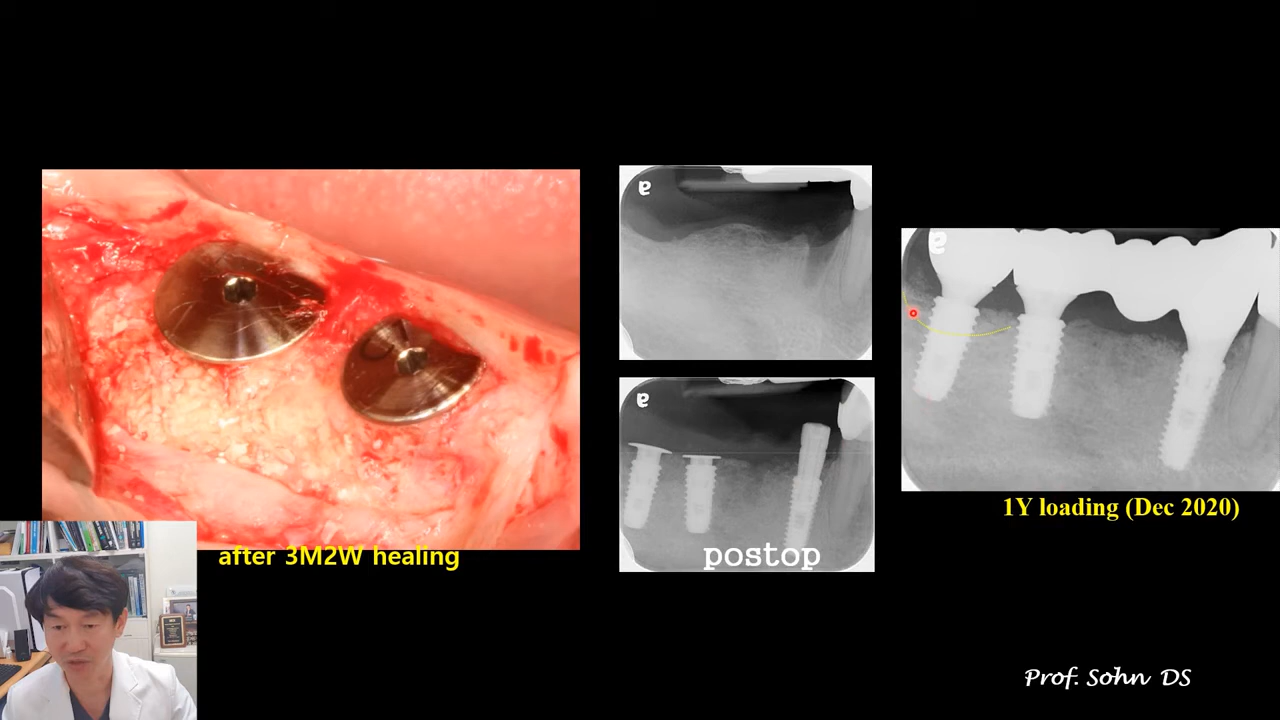 after 3M2W healing
a
a
postop
a
1Y loading (Dec 2020)
Prof. Sohn DS